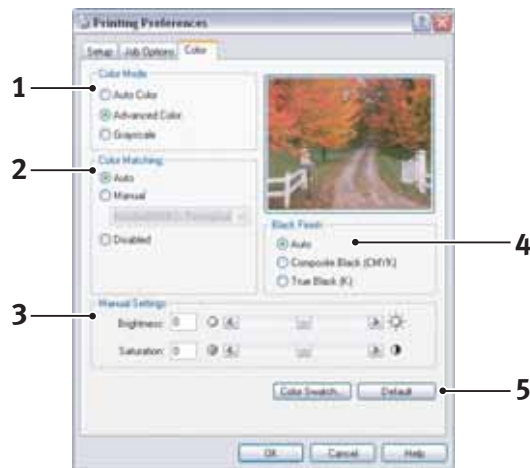 Printing Preferences
Setup Job Options Color
1
Color Mode
Auto Color
Advanced Color
Grayscale
2
Color Matching
Auto
Manual
Disabled
Black Finish
4
Auto
Composite Black (CMYK)
True Black (K)
3
Manual Settings
Brightness: 0
Saturation: 0
Color Swatch... Default
5
OK Cancel Help